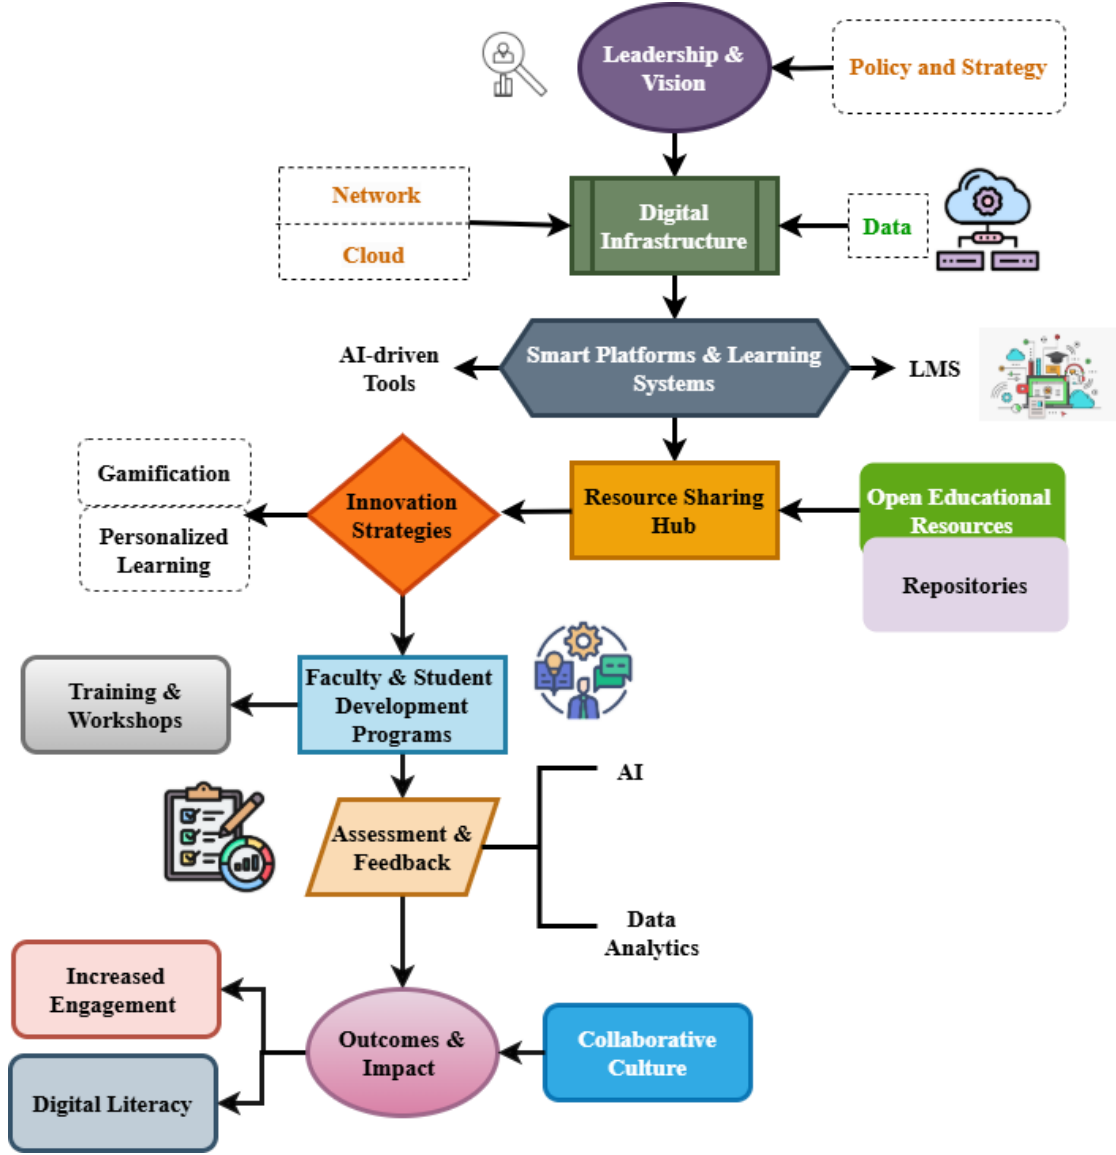 Leadership &
Vision
Policy and Strategy
Network
Cloud
Digital
Infrastructure
Data
AI-driven
Tools
Smart Platforms & Learning
Systems
LMS
Gamification
Personalized
Learning
Innovation
Strategies
Resource Sharing
Hub
Open Educational
Resources
Repositories
Training &
Workshops
Faculty & Student
Development
Programs
AI
Assessment &
Feedback
Data
Analytics
Increased
Engagement
Digital Literacy
Outcomes &
Impact
Collaborative
Culture